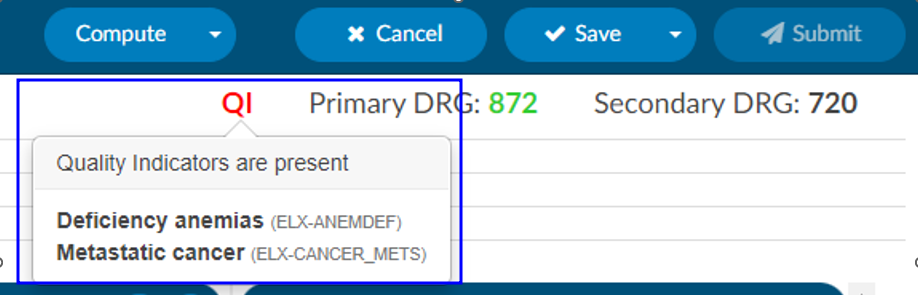 Compute Cancel Save Submit
QI Primary DRG: 872 Secondary DRG: 720
Quality Indicators are present
Deficiency anemias (ELX-ANEMDEF)
Metastatic cancer (ELX-CANCER_METS)